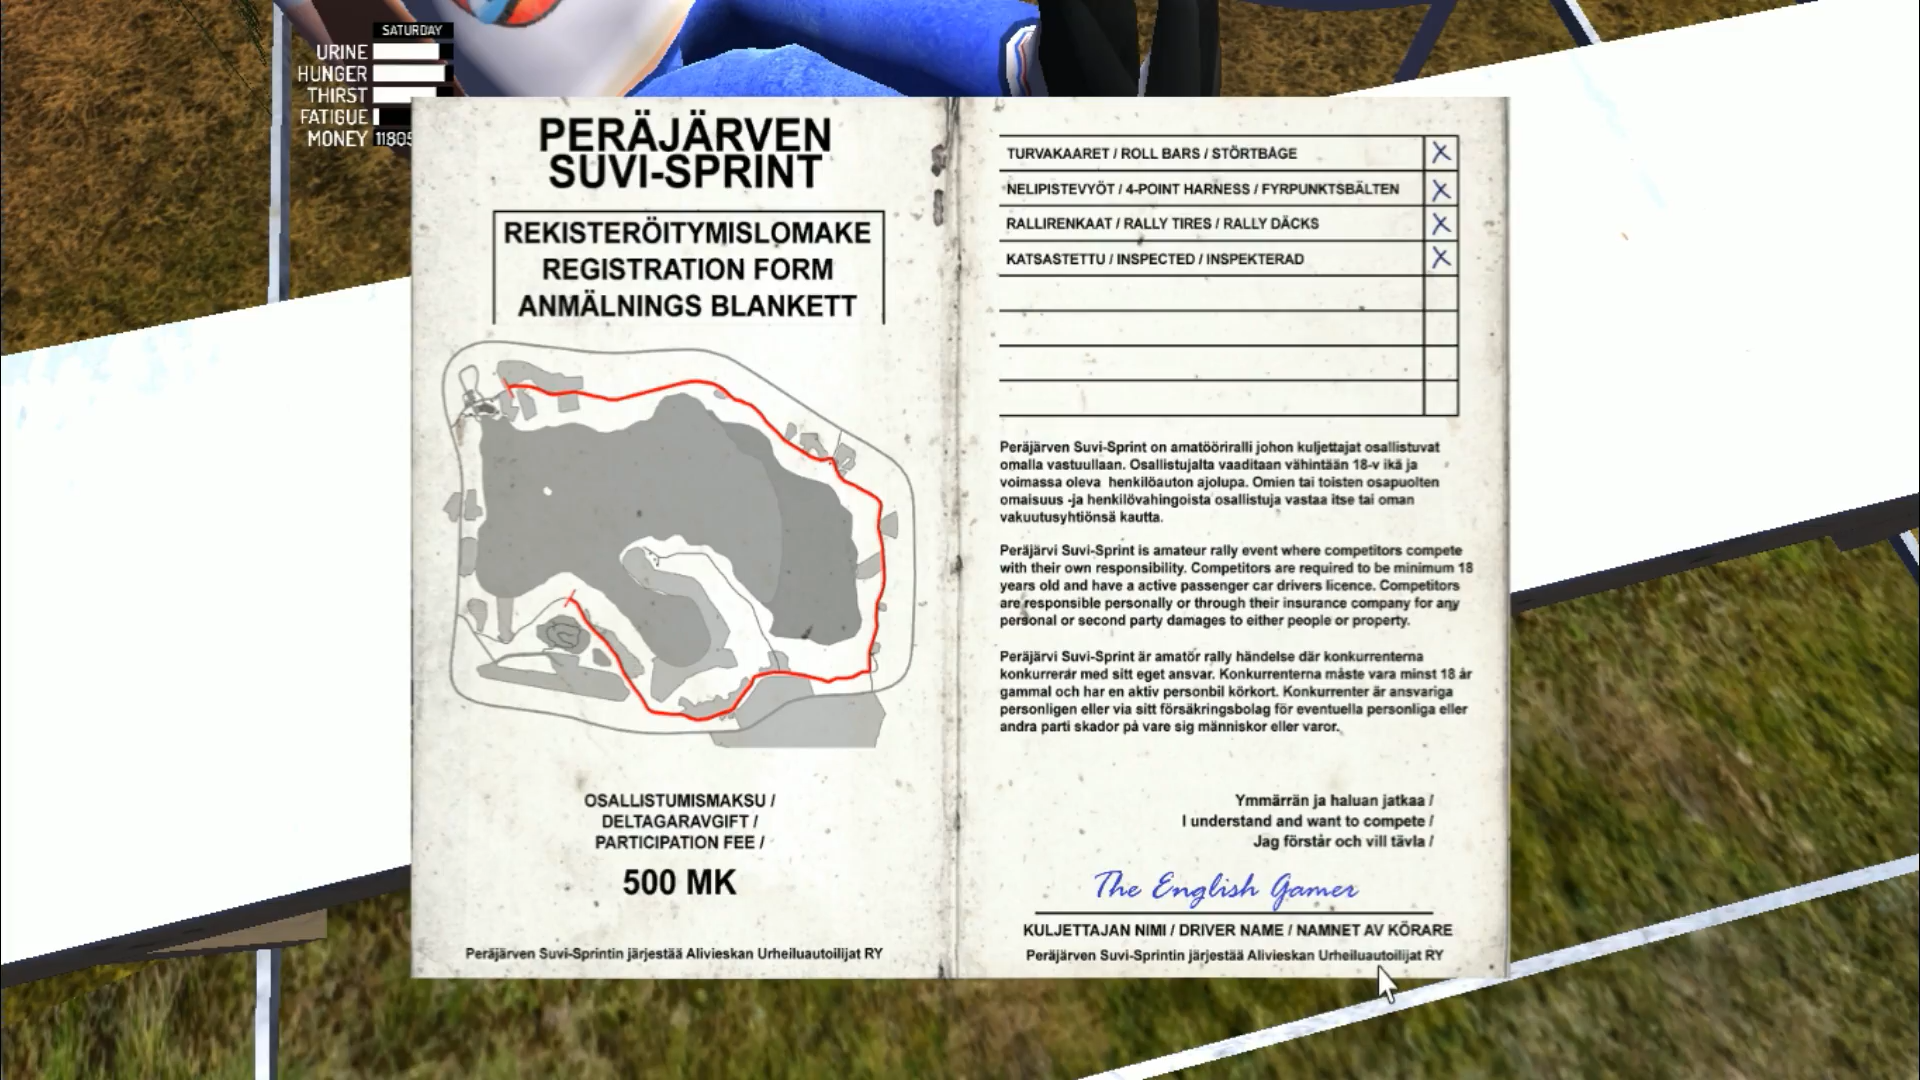 SATURDAY
URINE
HUNGER
THIRST
FATIGUE
MONEY 11805
PERÄJÄRVEN
SUVI-SPRINT
REKISTERÖITYMISLOMAKE
REGISTRATION FORM
ANMÄLNINGS BLANKETT
OSALLISTUMISMAKSU /
DELTAGARAVGIFT /
PARTICIPATION FEE /
500 MK
Peräjärven Suvi-Sprintin järjestää Alivieskan Urheiluautoilijat RY
TURVAKAARET / ROLL BARS / STÖRTBÅGE X
NELIPISTEVYÖT / 4-POINT HARNESS / FYRPUNKTSBÄLTEN X
RALLIRENKAAT / RALLY TIRES / RALLY DÄCKS X
KATSASTETTU / INSPECTED / INSPEKTERAD X
Peräjärven Suvi-Sprint on amatööriralli johon kuljettajat osallistuvat
omalla vastuullaan. Osallistujalta vaaditaan vähintään 18-v ikä ja
voimassa oleva henkilöauton ajolupa. Omien tai toisten osapuolten
omaisuus -ja henkilövahingoista osallistuja vastaa itse tai oman
vakuutusyhtiönsä kautta.
Peräjärvi Suvi-Sprint is amateur rally event where competitors compete
with their own responsibility. Competitors are required to be minimum 18
years old and have a active passenger car drivers licence. Competitors
are responsible personally or through their insurance company for any
personal or second party damages to either people or property.
Peräjärvi Suvi-Sprint är amatör rally händelse där konkurrenterna
konkurrerar med sitt eget ansvar. Konkurrenterna måste vara minst 18 år
gammal och har en aktiv personbil körkort. Konkurrenter är ansvariga
personligen eller via sitt försäkringsbolag för eventuella personliga eller
andra parti skador på vare sig människor eller varor.
Ymmärrän ja haluan jatkaa /
I understand and want to compete /
Jag förstår och vill tävla /
The English Gamer
KULJETTAJAN NIMI / DRIVER NAME / NAMNET AV KÖRARE
Peräjärven Suvi-Sprintin järjestää Alivieskan Urheiluautoilijat RY